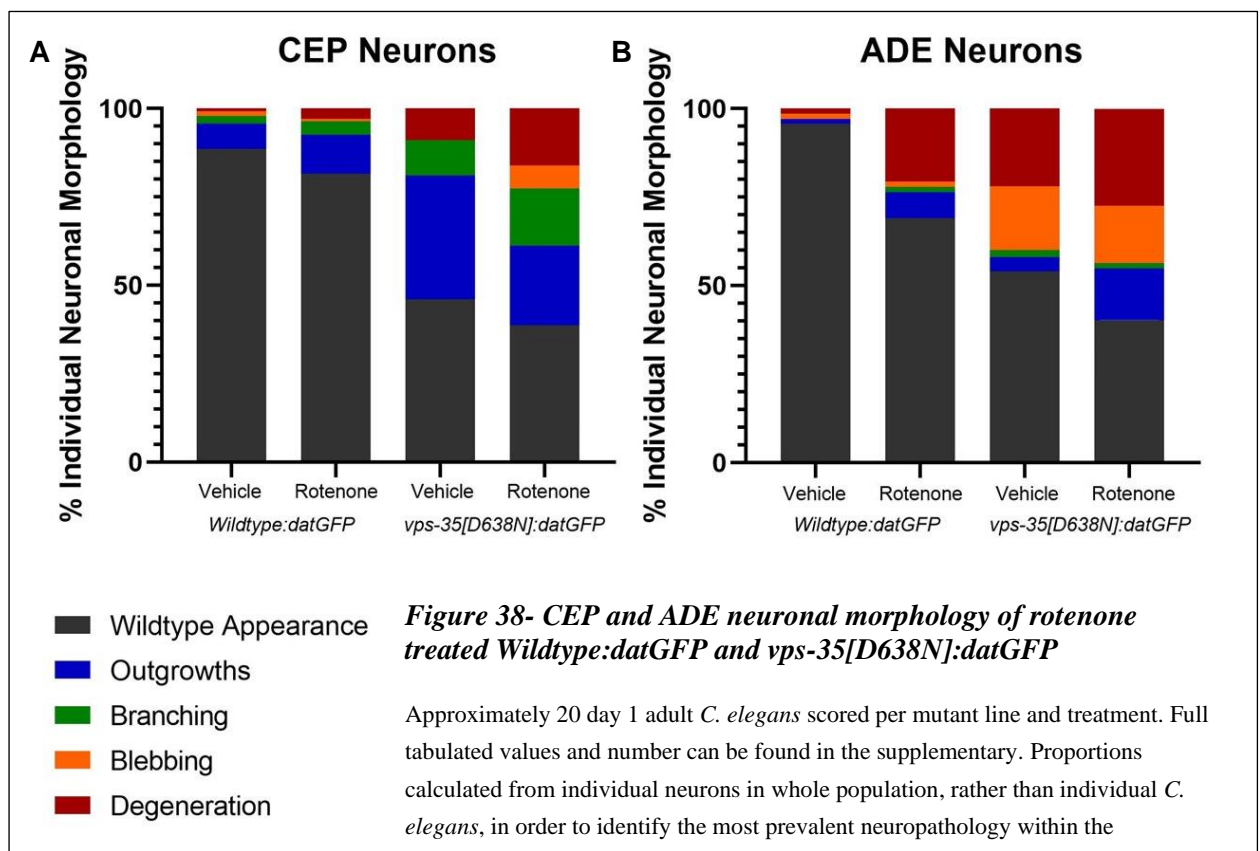 A
CEP Neurons
% Individual Neuronal Morphology
100
50
0
Vehicle Rotenone Vehicle Rotenone
Wildtype:datGFP vps-35[D638N]:datGFP
B
ADE Neurons
% Individual Neuronal Morphology
100
50
0
Vehicle Rotenone Vehicle Rotenone
Wildtype:datGFP vps-35[D638N]:datGFP
Wildtype Appearance
Outgrowths
Branching
Blebbing
Degeneration
Figure 38- CEP and ADE neuronal morphology of rotenone
treated Wildtype:datGFP and vps-35[D638N]:datGFP
Approximately 20 day 1 adult C. elegans scored per mutant line and treatment. Full
tabulated values and number can be found in the supplementary. Proportions
calculated from individual neurons in whole population, rather than individual C.
elegans, in order to identify the most prevalent neuropathology within the